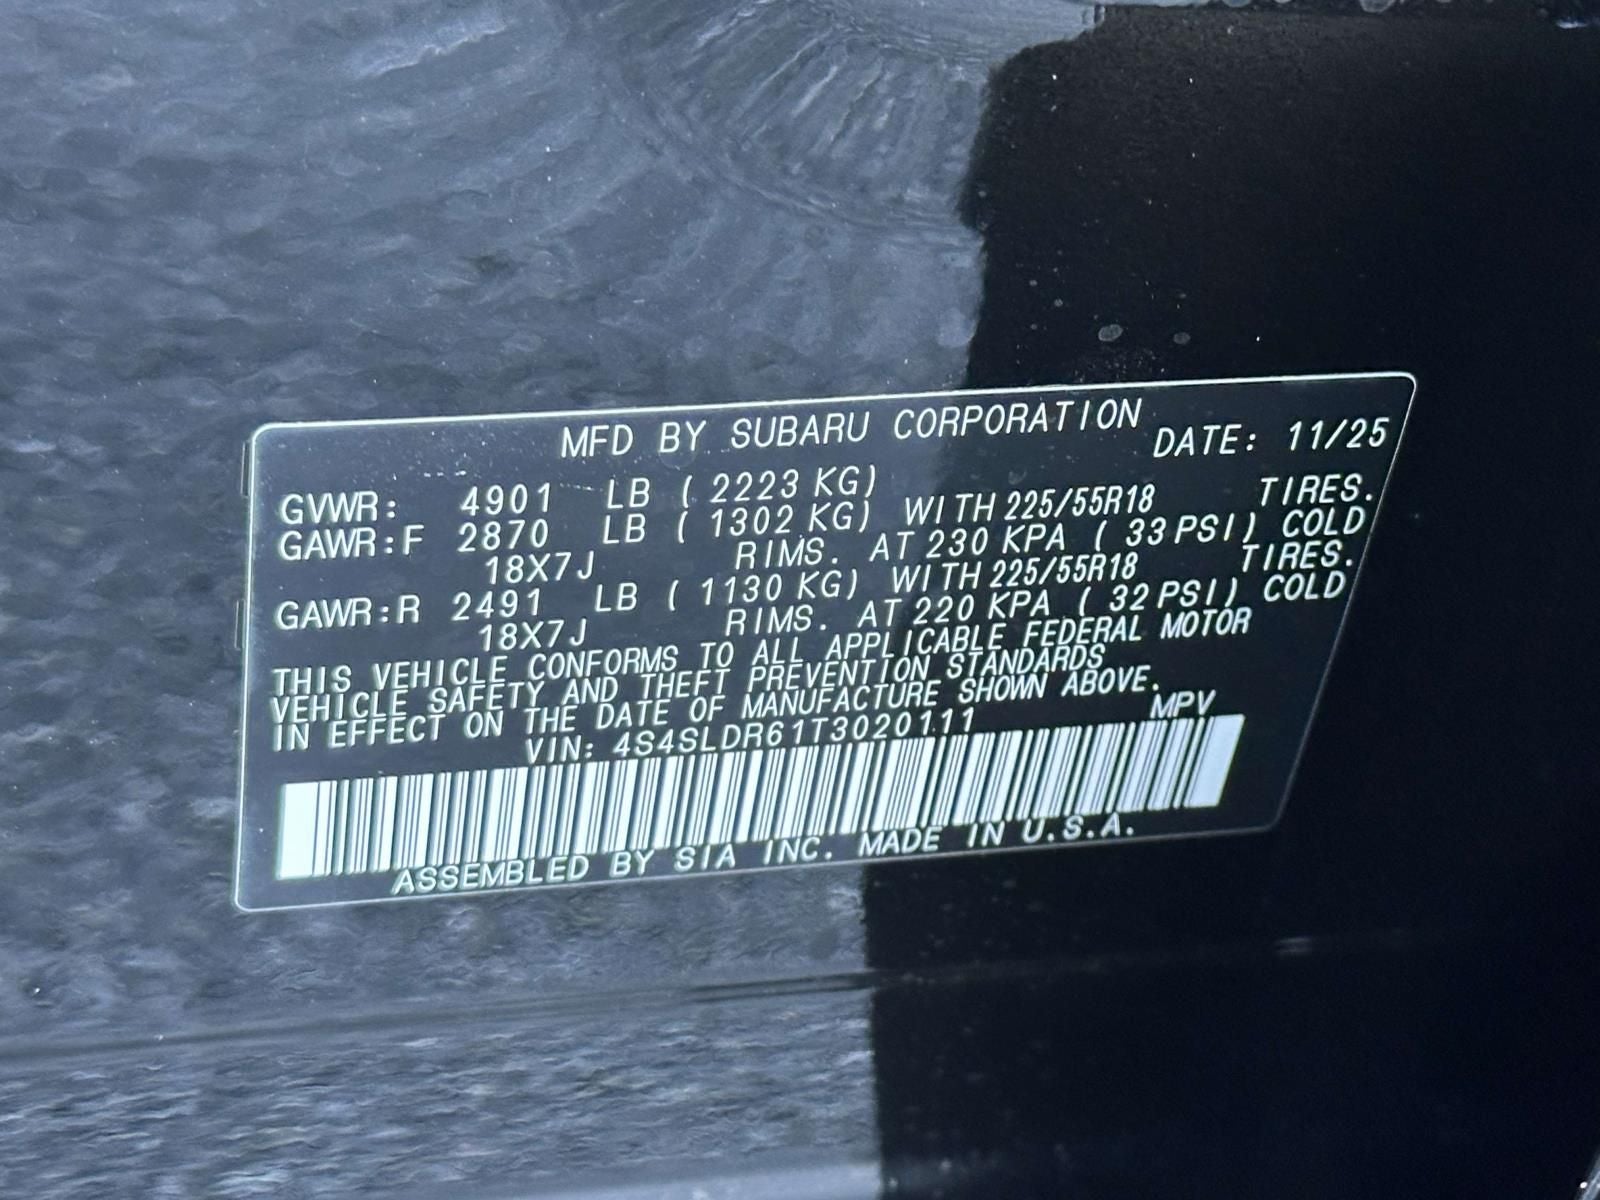 MFD BY SUBARU CORPORATION DATE: 11/25
GVWR: 4901 LB ( 2223 KG)
GAWR:F 2870 LB ( 1302 KG) WITH 225/55R18 TIRES.
18X7J RIMS. AT 230 KPA ( 33 PSI) COLD
GAWR:R 2491 LB ( 1130 KG) WITH 225/55R18 TIRES.
18X7J RIMS. AT 220 KPA ( 32 PSI) COLD
THIS VEHICLE CONFORMS TO ALL APPLICABLE FEDERAL MOTOR
VEHICLE SAFETY AND THEFT PREVENTION STANDARDS
IN EFFECT ON THE DATE OF MANUFACTURE SHOWN ABOVE.
VIN: 4S4SLDR61T3020111 MPV
ASSEMBLED BY SIA INC. MADE IN U.S.A.